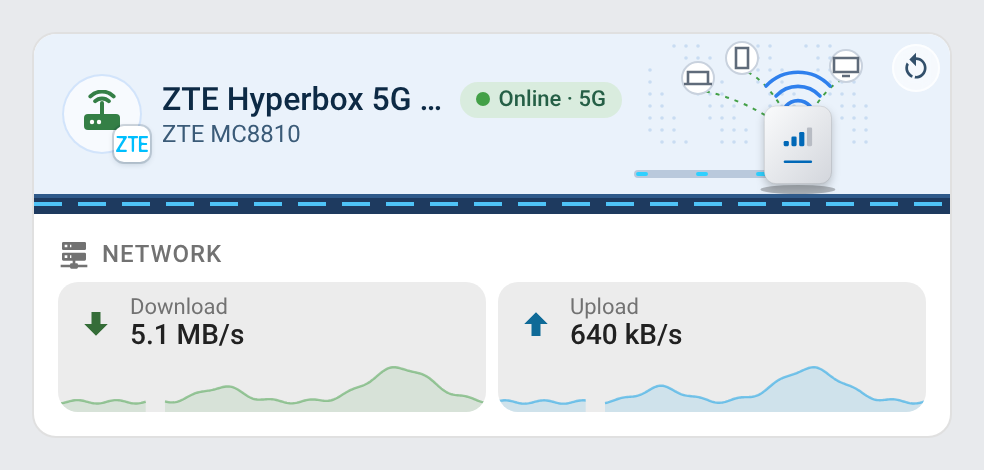 ZTE Hyperbox 5G ...
Online · 5G
ZTE
ZTE MC8810
NETWORK
Download
5.1 MB/s
Upload
640 kB/s